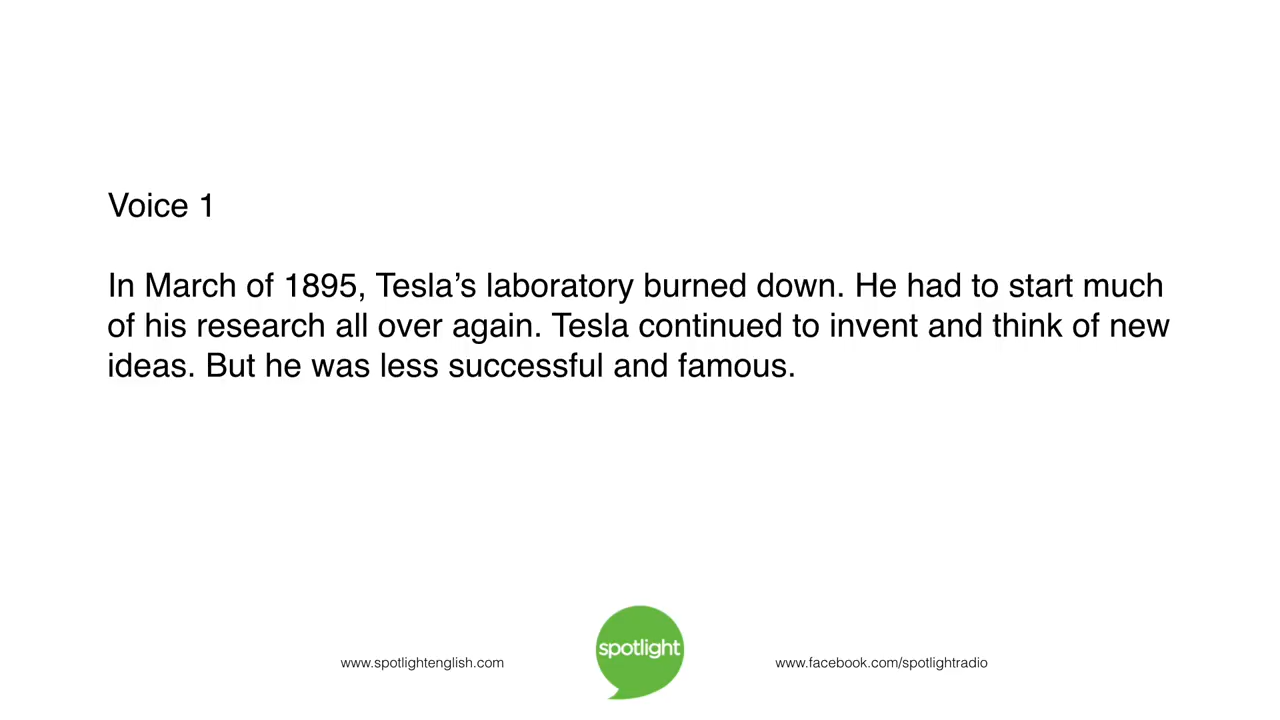 Voice 1
In March of 1895, Tesla’s laboratory burned down. He had to start much
of his research all over again. Tesla continued to invent and think of new
ideas. But he was less successful and famous.
spotlight
www.spotlightenglish.com
www.facebook.com/spotlightradio